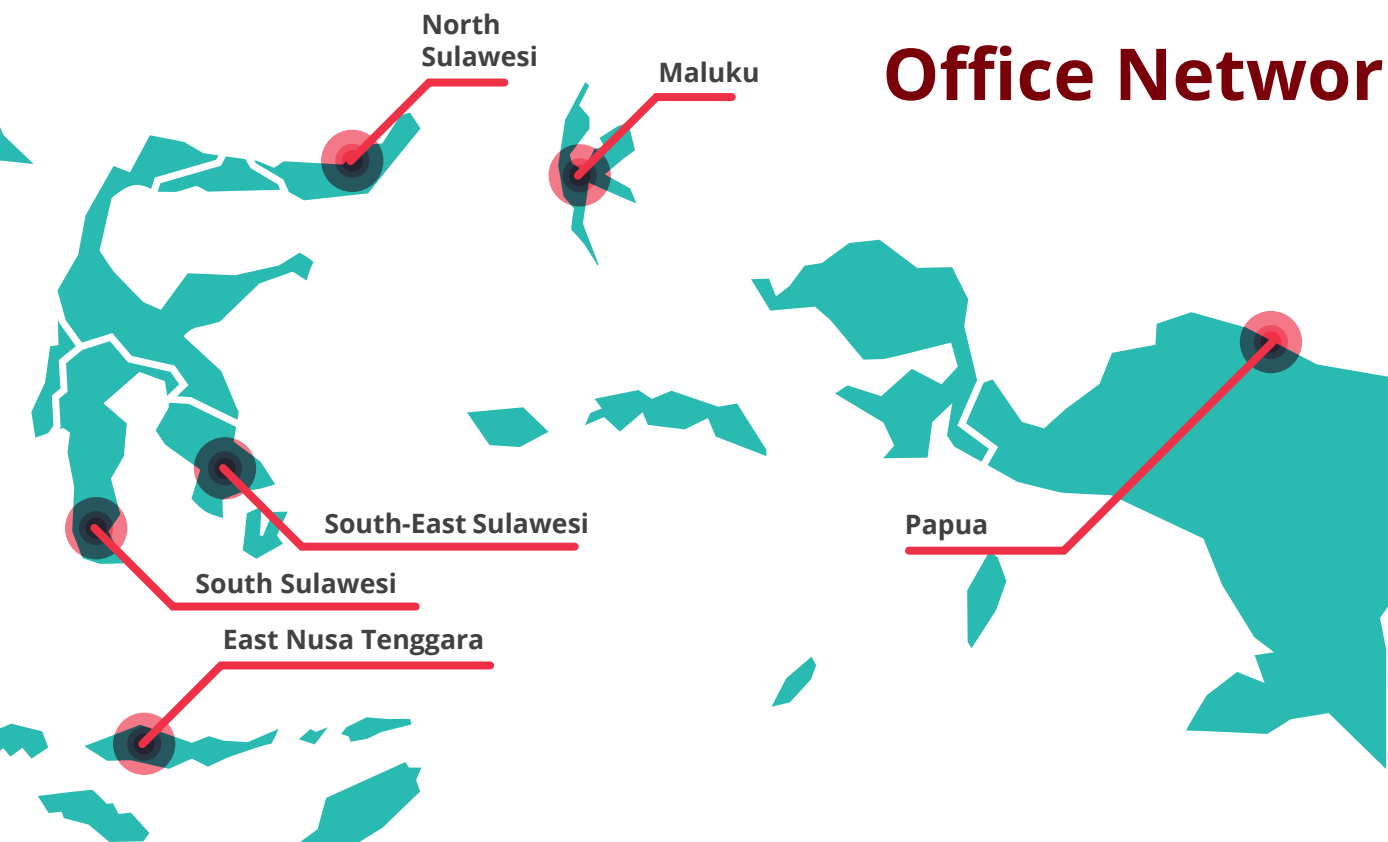 North
Sulawesi
Maluku
Office Networ
South-East Sulawesi
Papua
South Sulawesi
East Nusa Tenggara